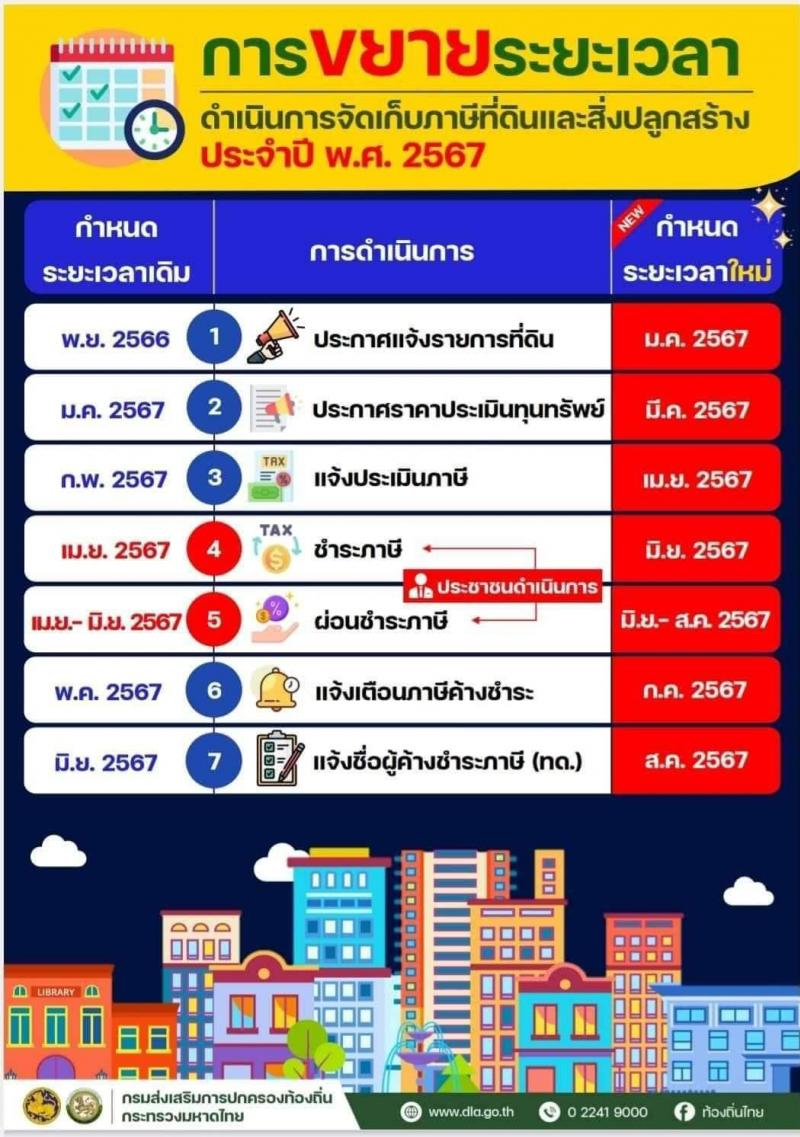 การขยายระยะเวลา
ดำเนินการจัดเก็บภาษีที่ดินและสิ่งปลูกสร้าง
ประจำปี พ.ศ. 2567
กำหนด
ระยะเวลาเดิม
การดำเนินการ
NEW
กำหนด
ระยะเวลาใหม่
พ.ย. 2566 1 ประกาศแจ้งรายการที่ดิน ม.ค. 2567
ม.ค. 2567 2 ประกาศราคาประเมินทุนทรัพย์ มี.ค. 2567
ก.พ. 2567 3 TAX % แจ้งประเมินภาษี เม.ย. 2567
เม.ย. 2567 4 TAX $ ชำระภาษี มิ.ย. 2567
ประชาชนดำเนินการ
เม.ย.- มิ.ย. 2567 5 $ % ผ่อนชำระภาษี มิ.ย.- ส.ค. 2567
พ.ค. 2567 6 แจ้งเตือนภาษีค้างชำระ ก.ค. 2567
มิ.ย. 2567 7 แจ้งชื่อผู้ค้างชำระภาษี (ทด.) ส.ค. 2567
LIBRARY
กรมส่งเสริมการปกครองท้องถิ่น
กระทรวงมหาดไทย
www.dla.go.th 0 2241 9000 ท้องถิ่นไทย